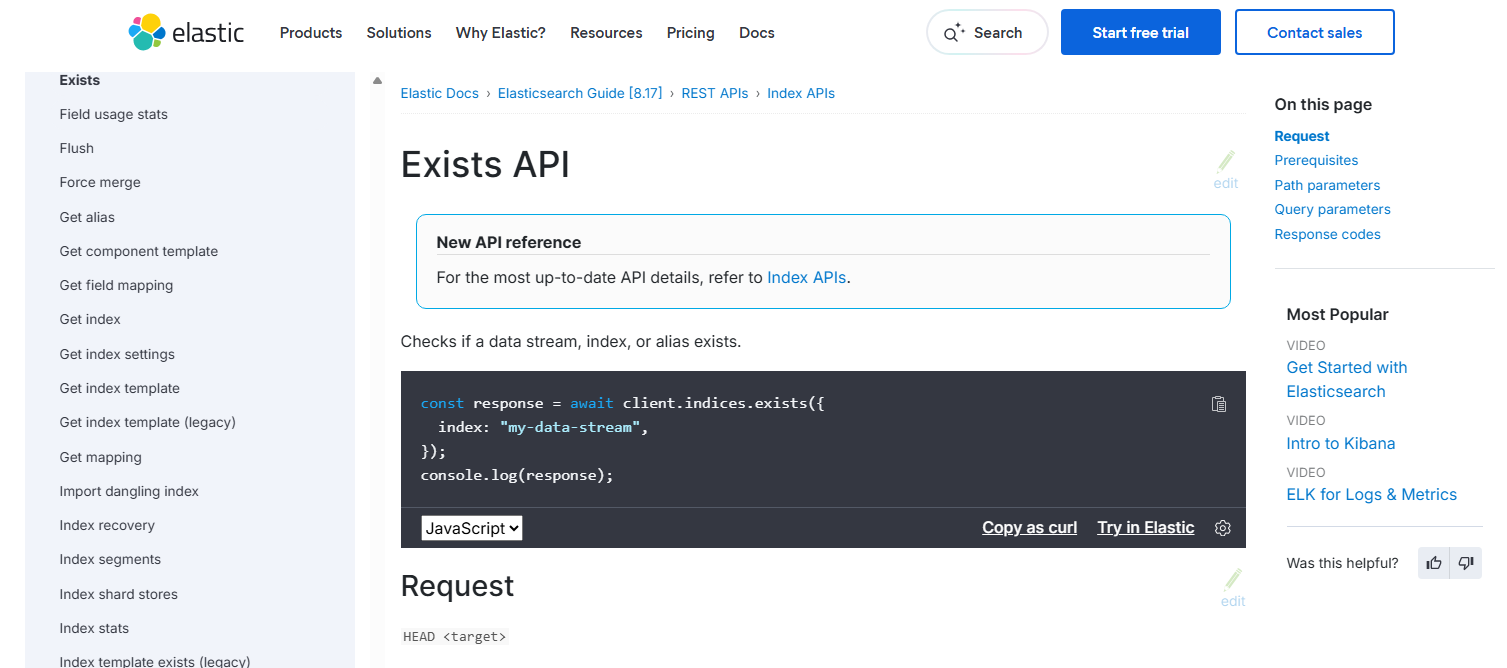 elastic
Products Solutions Why Elastic? Resources Pricing Docs
Search
Start free trial
Contact sales
Exists
Field usage stats
Flush
Force merge
Get alias
Get component template
Get field mapping
Get index
Get index settings
Get index template
Get index template (legacy)
Get mapping
Import dangling index
Index recovery
Index segments
Index shard stores
Index stats
Index template exists (legacy)
Elastic Docs › Elasticsearch Guide [8.17] › REST APIs › Index APIs
Exists API
edit
New API reference
For the most up-to-date API details, refer to Index APIs.
Checks if a data stream, index, or alias exists.
const response = await client.indices.exists({
  index: "my-data-stream",
});
console.log(response);
JavaScript
Copy as curl Try in Elastic
Request
edit
HEAD <target>
On this page
Request
Prerequisites
Path parameters
Query parameters
Response codes
Most Popular
VIDEO
Get Started with
Elasticsearch
VIDEO
Intro to Kibana
VIDEO
ELK for Logs & Metrics
Was this helpful?